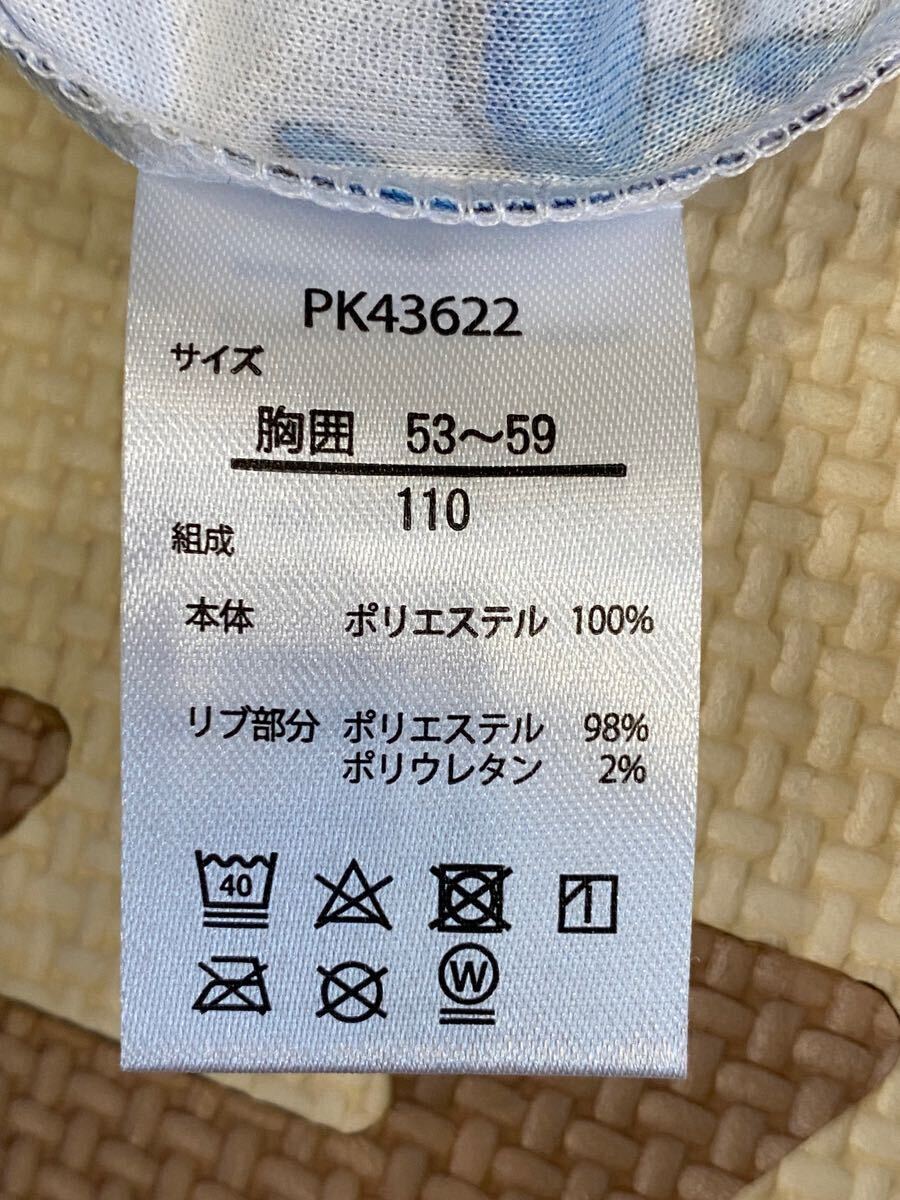 PK43622
サイズ
胸囲 53～59
110
組成
本体 ポリエステル 100%
リブ部分 ポリエステル 98%
ポリウレタン 2%
40
W